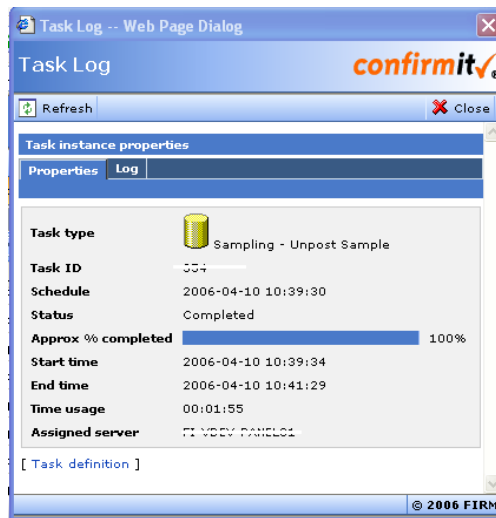 Task Log -- Web Page Dialog
Task Log confirmit
Refresh Close
Task instance properties
Properties Log
Task type Sampling - Unpost Sample
Task ID
Schedule 2006-04-10 10:39:30
Status Completed
Approx % completed 100%
Start time 2006-04-10 10:39:34
End time 2006-04-10 10:41:29
Time usage 00:01:55
Assigned server
[ Task definition ]
© 2006 FIRM